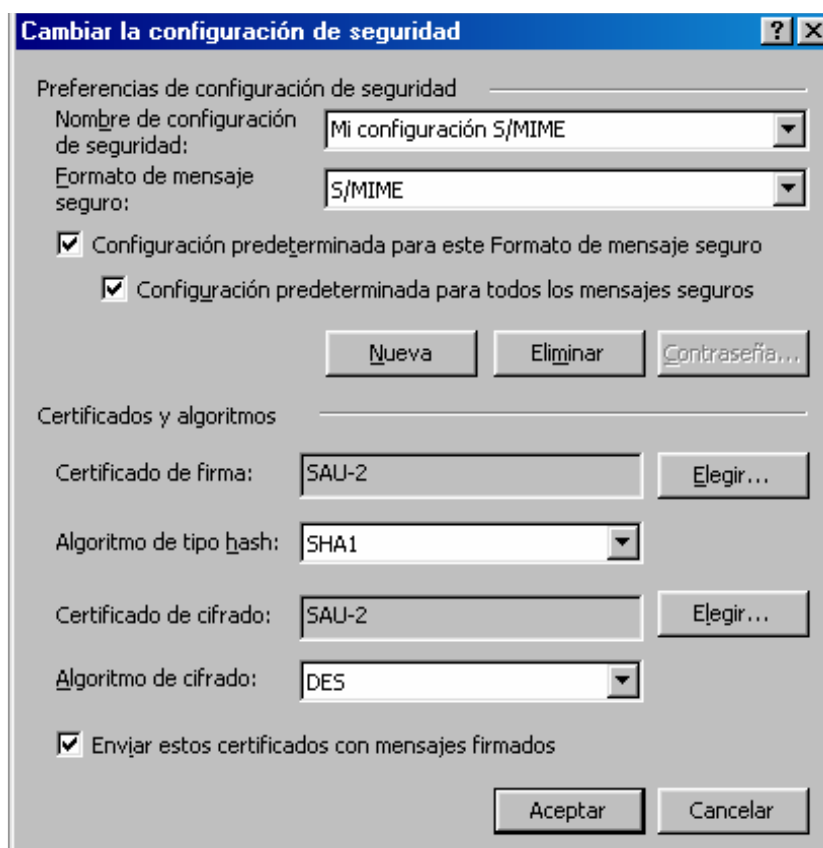 Cambiar la configuración de seguridad
Preferencias de configuración de seguridad
Nombre de configuración
de seguridad:
Mi configuración S/MIME
Formato de mensaje
seguro:
S/MIME
Configuración predeterminada para este Formato de mensaje seguro
Configuración predeterminada para todos los mensajes seguros
Nueva Eliminar Contraseña...
Certificados y algoritmos
Certificado de firma: SAU-2 Elegir...
Algoritmo de tipo hash: SHA1
Certificado de cifrado: SAU-2 Elegir...
Algoritmo de cifrado: DES
Enviar estos certificados con mensajes firmados
Aceptar Cancelar